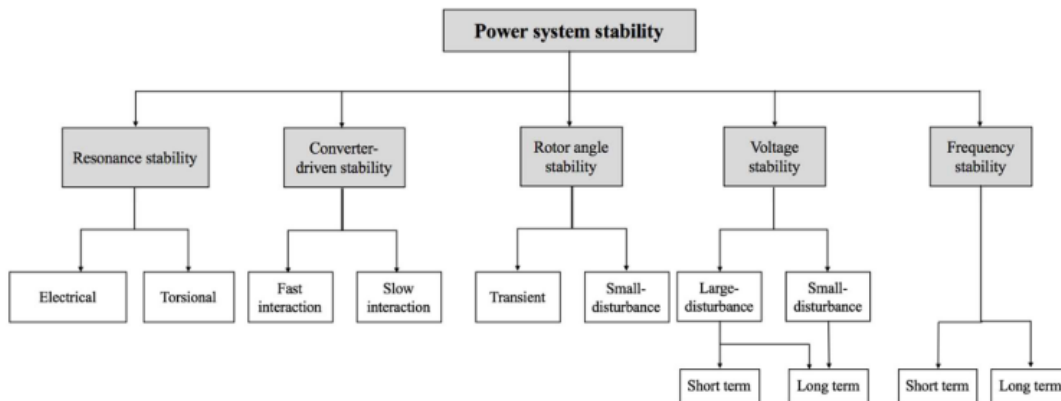 Power system stability
Resonance stability
Converter-
driven stability
Rotor angle
stability
Voltage
stability
Frequency
stability
Electrical
Torsional
Fast
interaction
Slow
interaction
Transient
Small-
disturbance
Large-
disturbance
Small-
disturbance
Short term
Long term
Short term
Long term